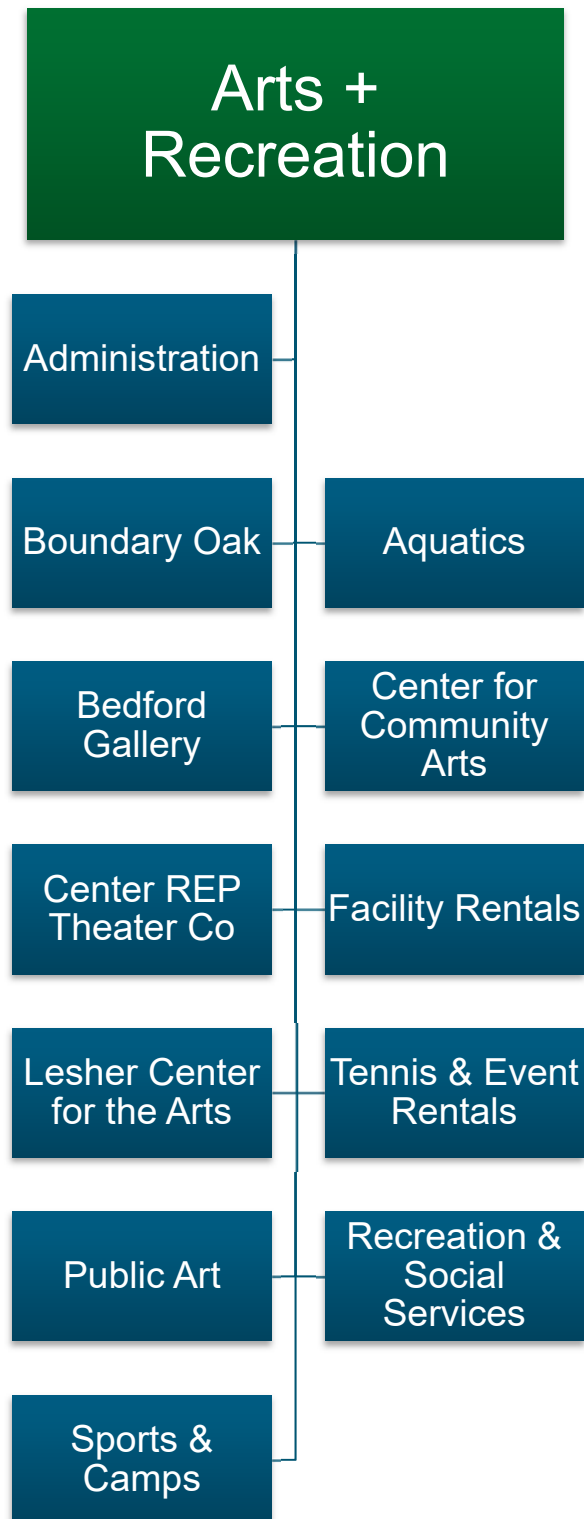 Arts +
Recreation
Administration
Boundary Oak
Aquatics
Bedford
Gallery
Center for
Community
Arts
Center REP
Theater Co
Facility Rentals
Lesher Center
for the Arts
Tennis & Event
Rentals
Public Art
Recreation &
Social
Services
Sports &
Camps